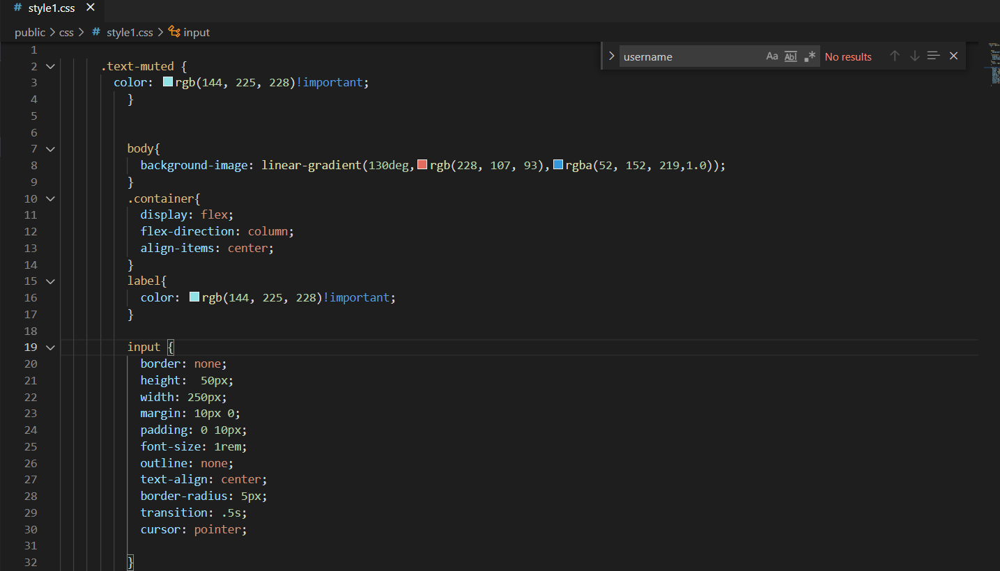 # style1.css ×
public > css > # style1.css > input
username Aa Abl .* No results
1
2 .text-muted {
3 color: rgb(144, 225, 228)!important;
4 }
5
6
7 body{
8 background-image: linear-gradient(130deg,rgb(228, 107, 93),rgba(52, 152, 219,1.0));
9 }
10 .container{
11 display: flex;
12 flex-direction: column;
13 align-items: center;
14 }
15 label{
16 color: rgb(144, 225, 228)!important;
17 }
18
19 input {
20 border: none;
21 height:  50px;
22 width: 250px;
23 margin: 10px 0;
24 padding: 0 10px;
25 font-size: 1rem;
26 outline: none;
27 text-align: center;
28 border-radius: 5px;
29 transition: .5s;
30 cursor: pointer;
31
32 }